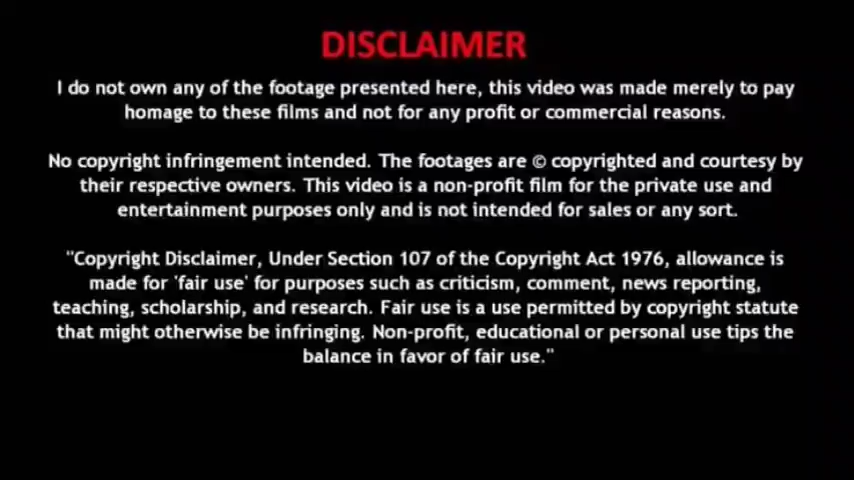 DISCLAIMER
I do not own any of the footage presented here, this video was made merely to pay
homage to these films and not for any profit or commercial reasons.
No copyright infringement intended. The footages are © copyrighted and courtesy by
their respective owners. This video is a non-profit film for the private use and
entertainment purposes only and is not intended for sales or any sort.
"Copyright Disclaimer, Under Section 107 of the Copyright Act 1976, allowance is
made for 'fair use' for purposes such as criticism, comment, news reporting,
teaching, scholarship, and research. Fair use is a use permitted by copyright statute
that might otherwise be infringing. Non-profit, educational or personal use tips the
balance in favor of fair use."